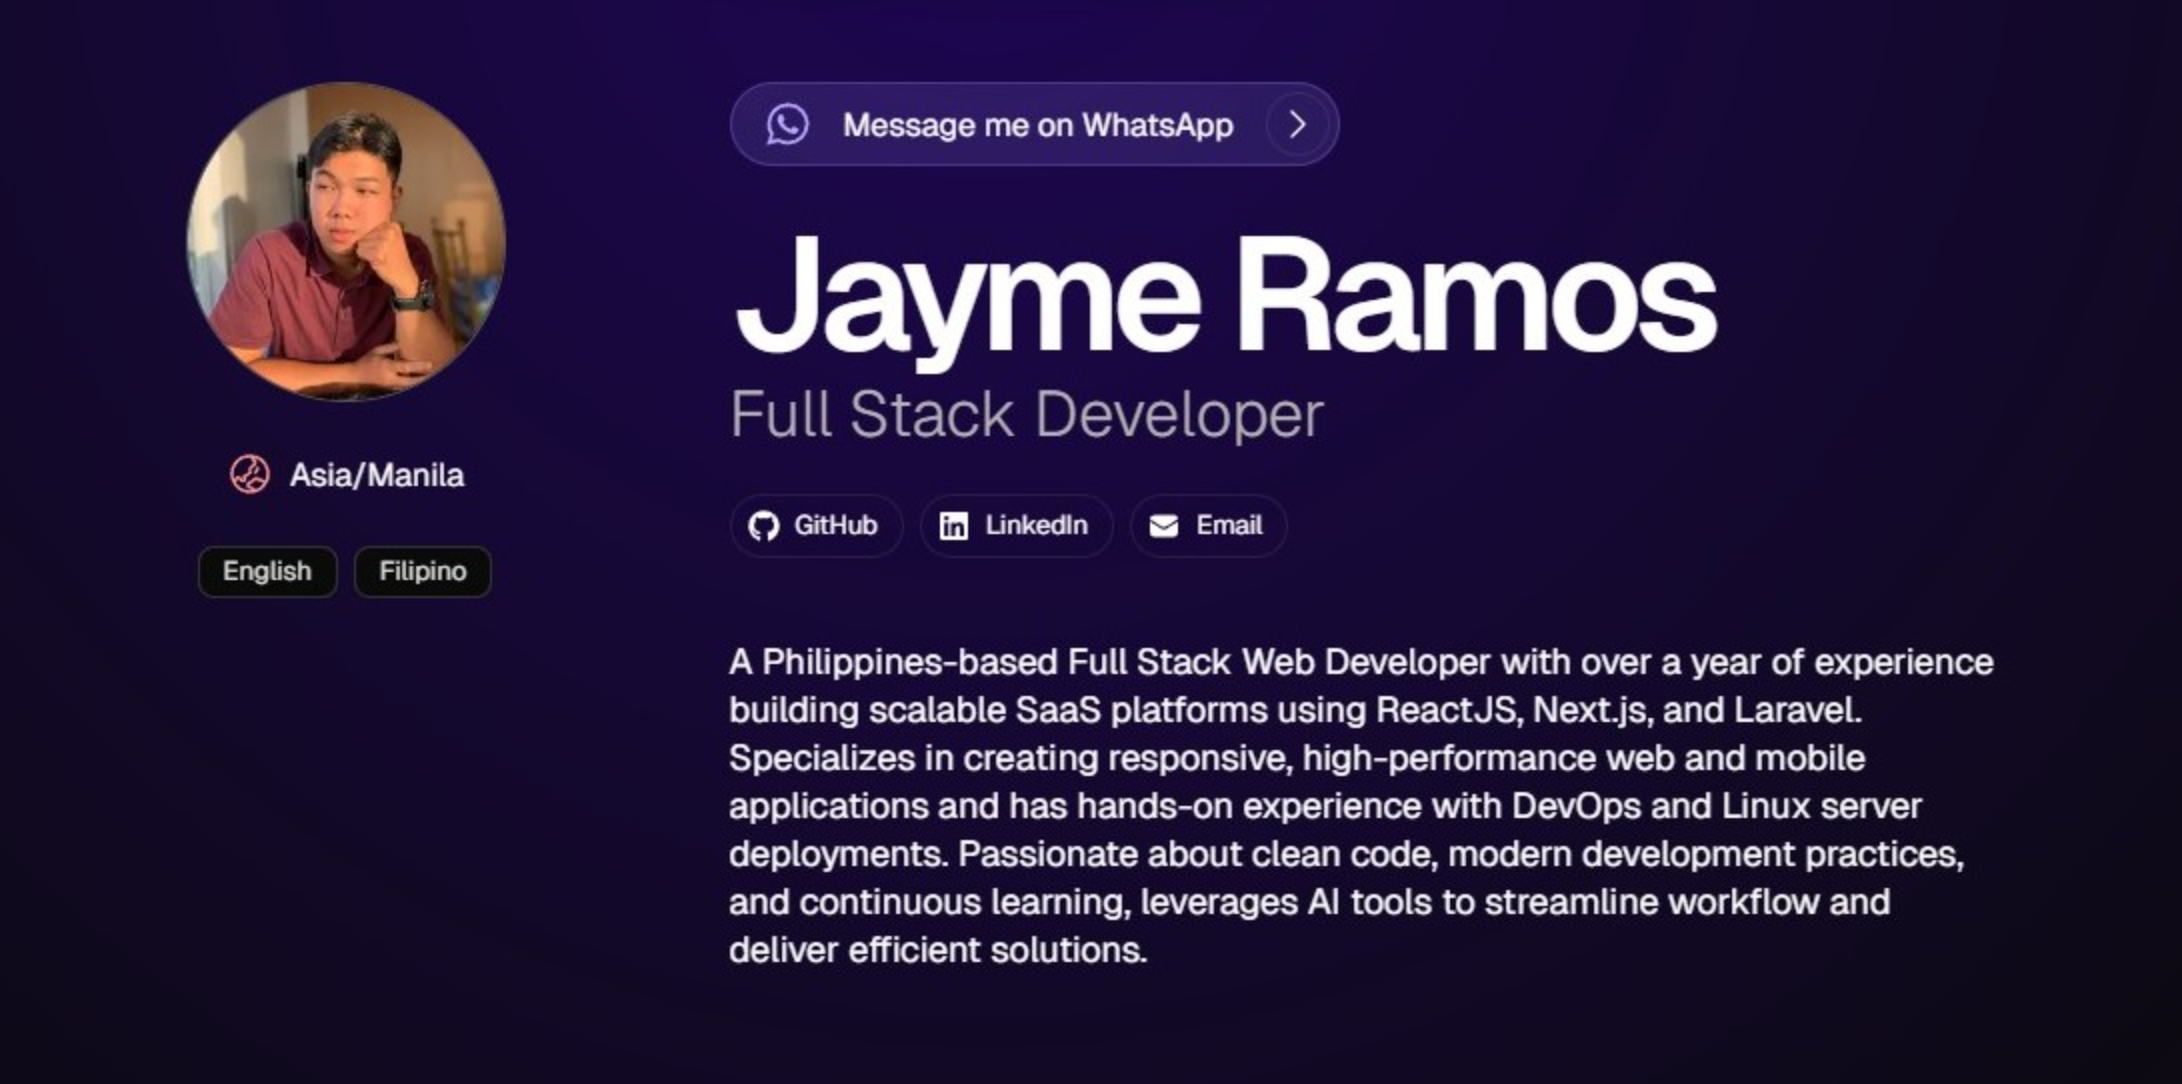 Message me on WhatsApp
Jayme Ramos
Full Stack Developer
Asia/Manila
GitHub
LinkedIn
Email
English
Filipino
A Philippines-based Full Stack Web Developer with over a year of experience
building scalable SaaS platforms using ReactJS, Next.js, and Laravel.
Specializes in creating responsive, high-performance web and mobile
applications and has hands-on experience with DevOps and Linux server
deployments. Passionate about clean code, modern development practices,
and continuous learning, leverages AI tools to streamline workflow and
deliver efficient solutions.